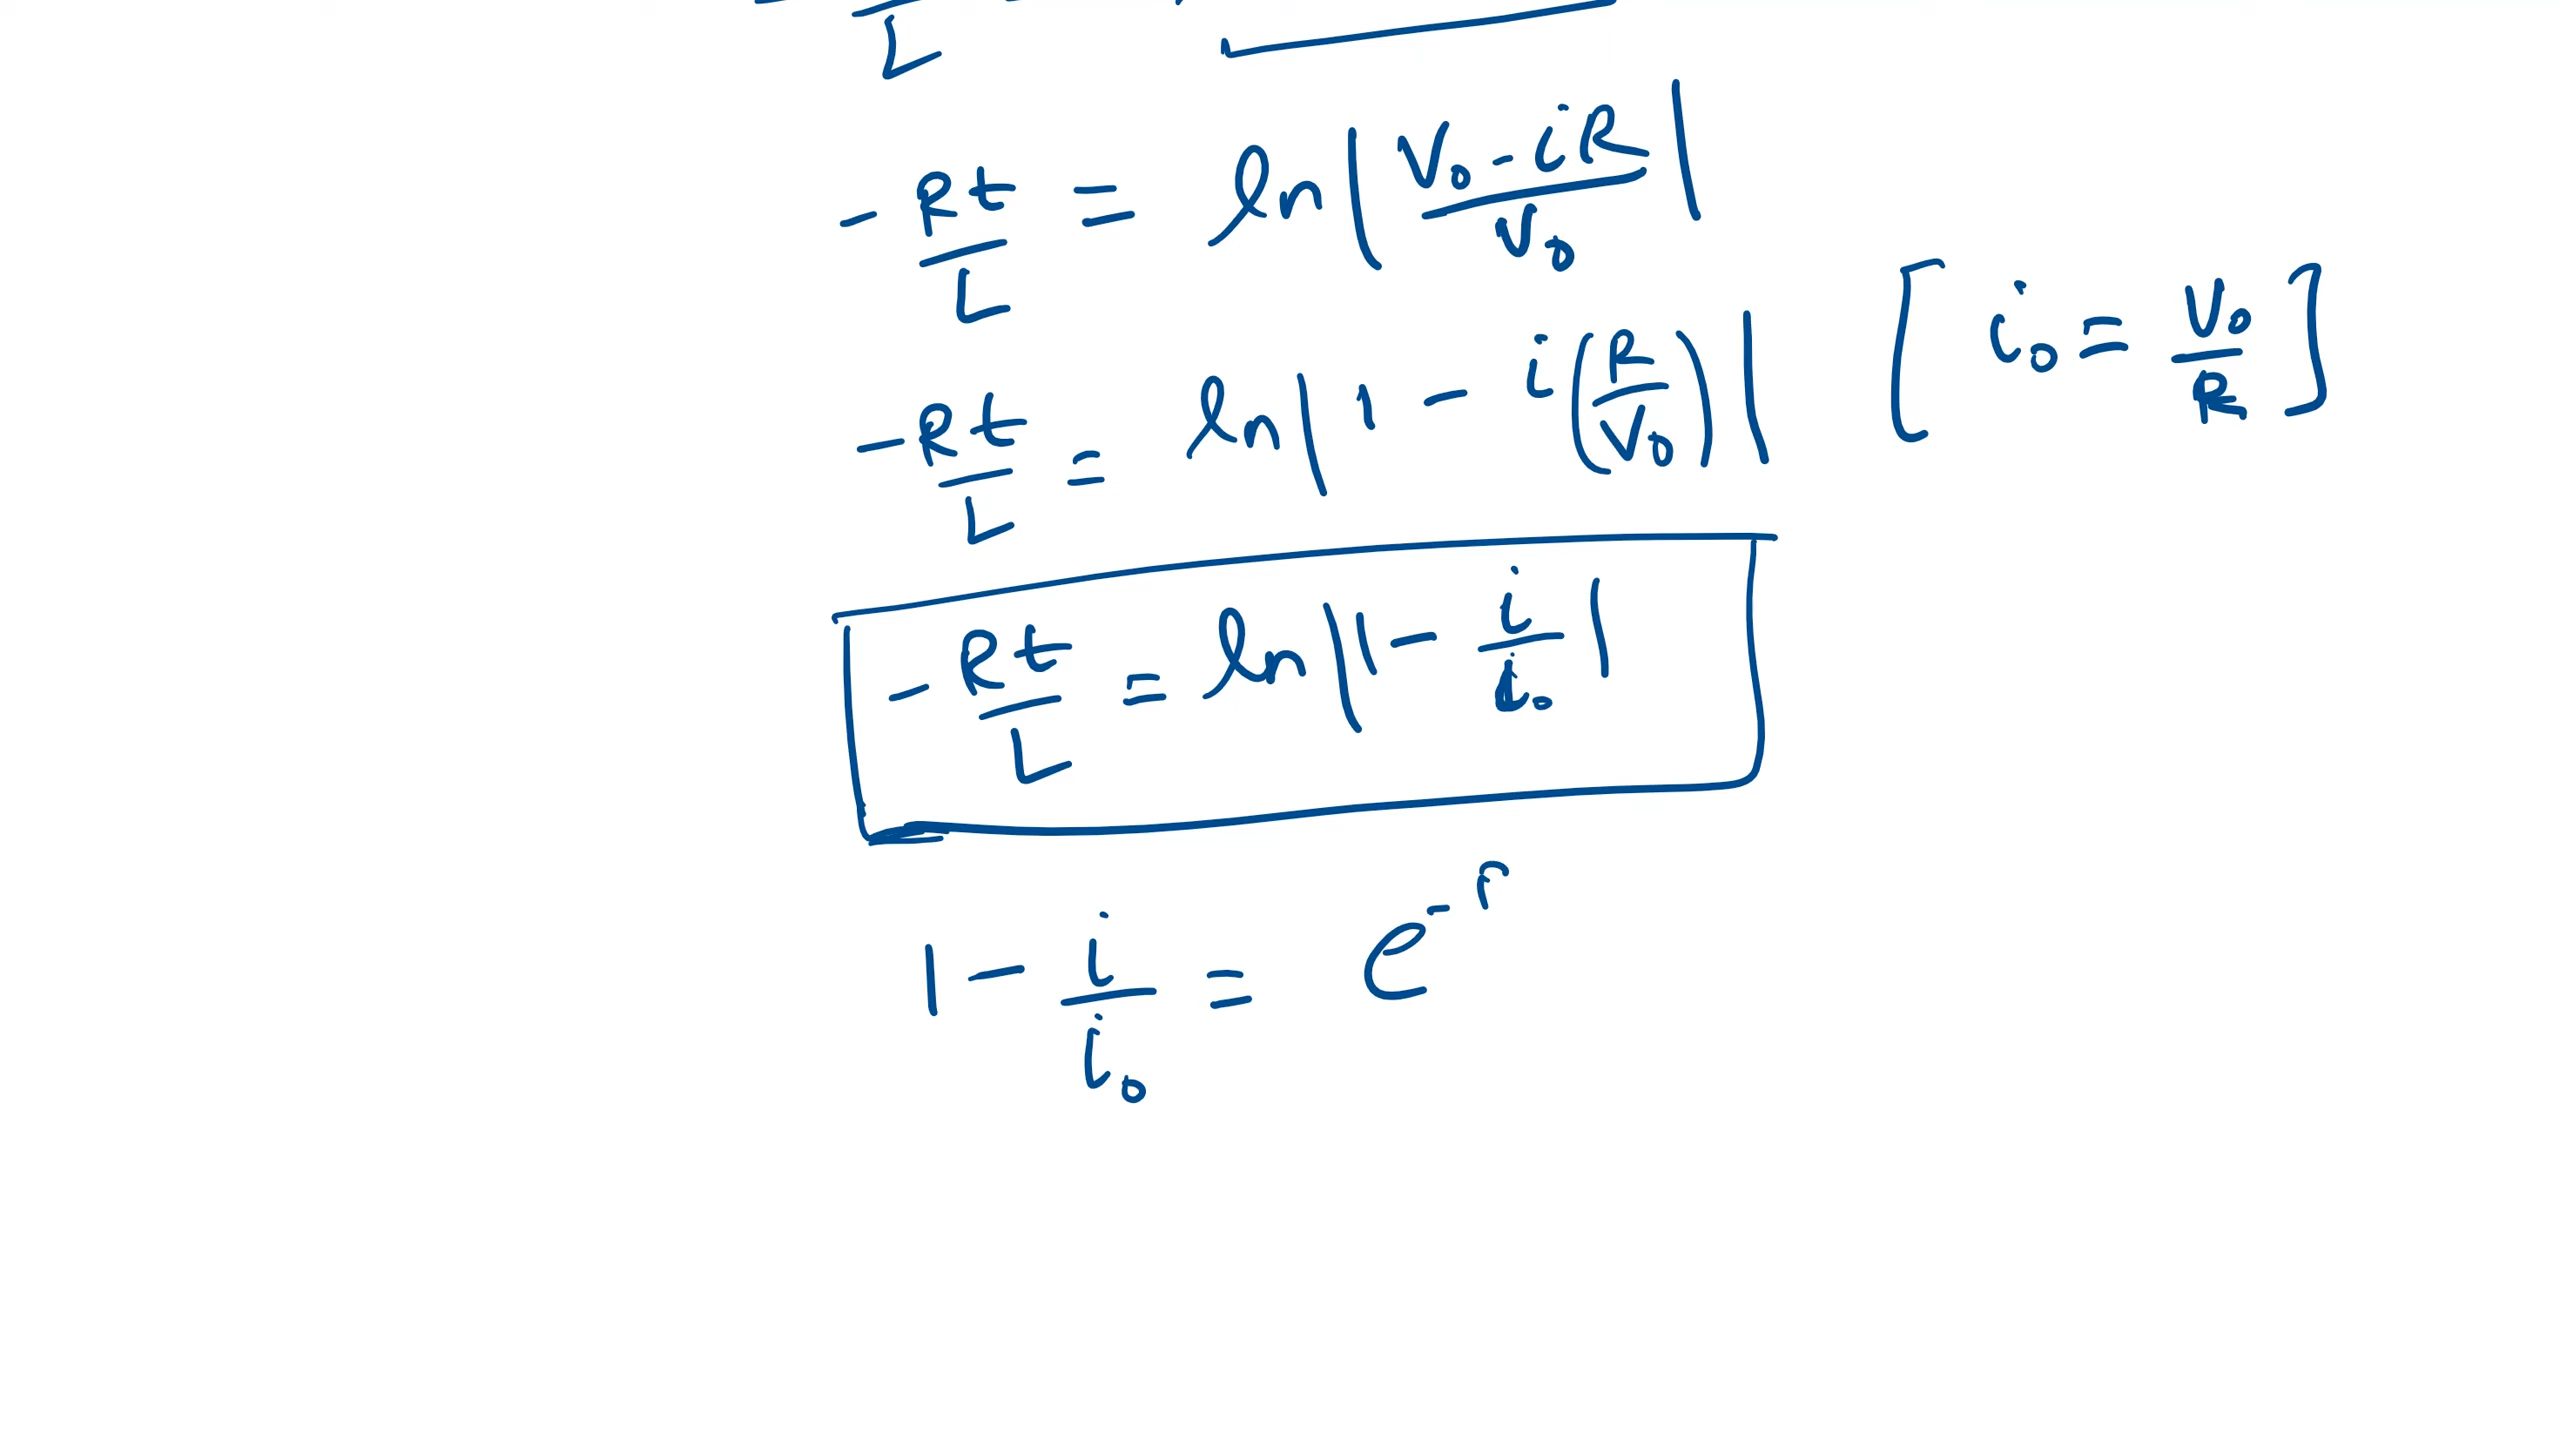 L
- Rt/L = ln | (V₀ - iR)/V₀ |
- Rt/L = ln | 1 - i (R/V₀) | [ i₀ = V₀/R ]
- Rt/L = ln | 1 - i/i₀ |
1 - i/i₀ = e^-